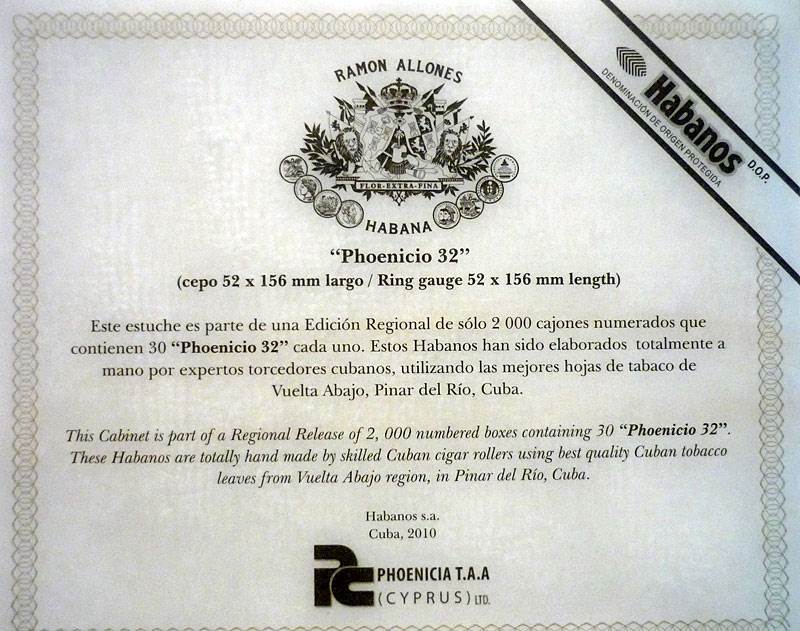 RAMON ALLONES
FLOR-EXTRA-FINA
HABANA
Habanos D.O.P.
DENOMINACIÓN DE ORIGEN PROTEGIDA
“Phoenicio 32”
(cepo 52 x 156 mm largo / Ring gauge 52 x 156 mm length)
Este estuche es parte de una Edición Regional de sólo 2 000 cajones numerados que
contienen 30 “Phoenicio 32” cada uno. Estos Habanos han sido elaborados totalmente a
mano por expertos torcedores cubanos, utilizando las mejores hojas de tabaco de
Vuelta Abajo, Pinar del Río, Cuba.
This Cabinet is part of a Regional Release of 2, 000 numbered boxes containing 30 “Phoenicio 32”.
These Habanos are totally hand made by skilled Cuban cigar rollers using best quality Cuban tobacco
leaves from Vuelta Abajo region, in Pinar del Río, Cuba.
Habanos s.a.
Cuba, 2010
PHOENICIA T.A.A
(CYPRUS) LTD.